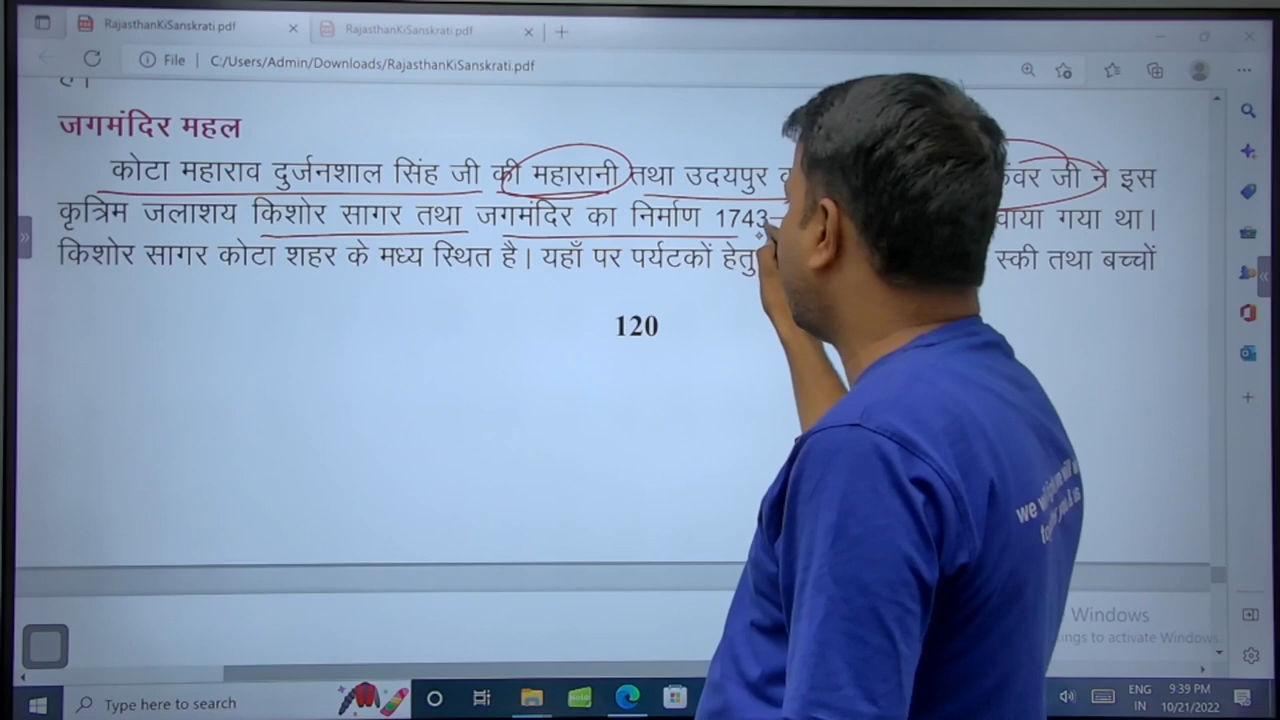 RajasthanKiSanskrati.pdf
RajasthanKiSanskrati.pdf
File
C:/Users/Admin/Downloads/RajasthanKiSanskrati.pdf
जगमंदिर महल
कोटा महाराव दुर्जनशाल सिंह जी की महारानी तथा उदयपुर जी ने इस
कृत्रिम जलाशय किशोर सागर तथा जगमंदिर का निर्माण 1743 गया था।
किशोर सागर कोटा शहर के मध्य स्थित है। यहाँ पर पर्यटकों हेतु स्की तथा बच्चों
120
Windows
to activate Windows.
Type here to search
ENG
IN
9:39 PM
10/21/2022